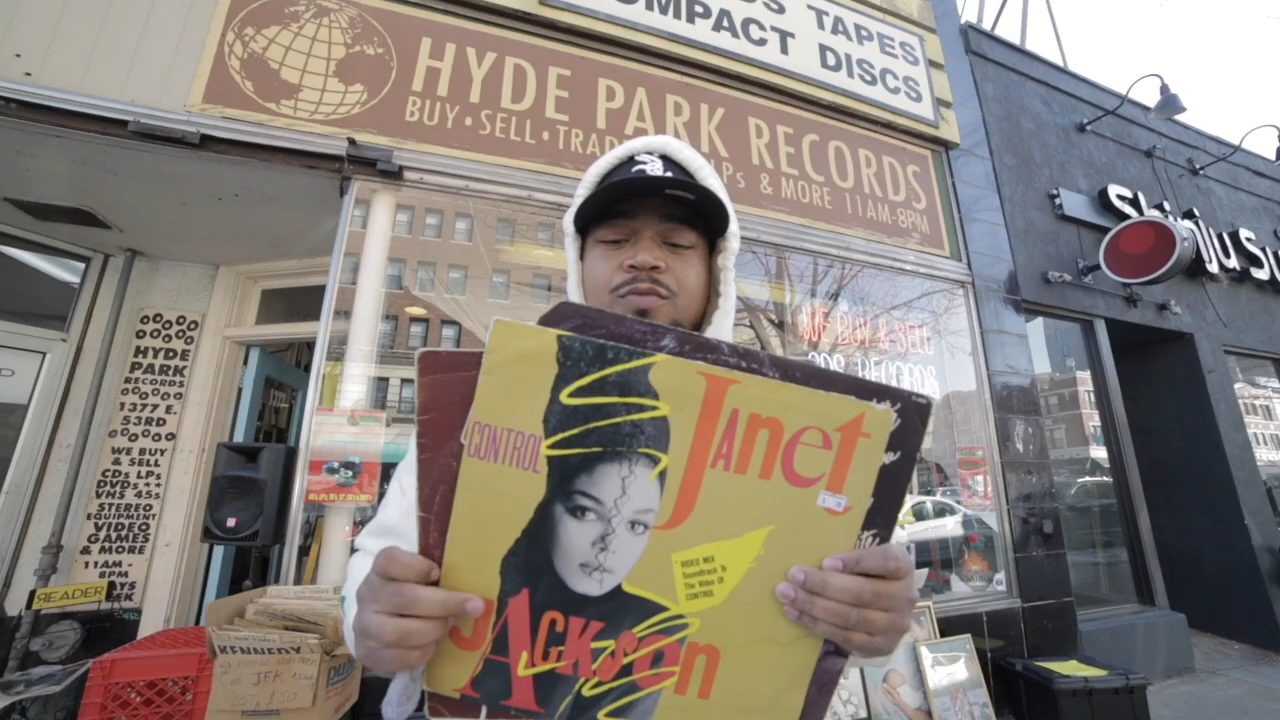 TAPES
COMPACT DISCS
HYDE PARK RECORDS
BUY•SELL•TRADE
LPs & MORE 11AM-8PM
WE BUY & SELL
RECORDS
HYDE
PARK
RECORDS
1377 E.
53RD
WE BUY
& SELL
CDs LPs
DVDs★★
VHS 45s
STEREO
EQUIPMENT
VIDEO
GAMES
& MORE
11AM-
8PM
READER
KENNEDY
JFK
CONTROL
JANET
VIDEO MIX
Soundtrack To
The Video Of
CONTROL
JACKSON